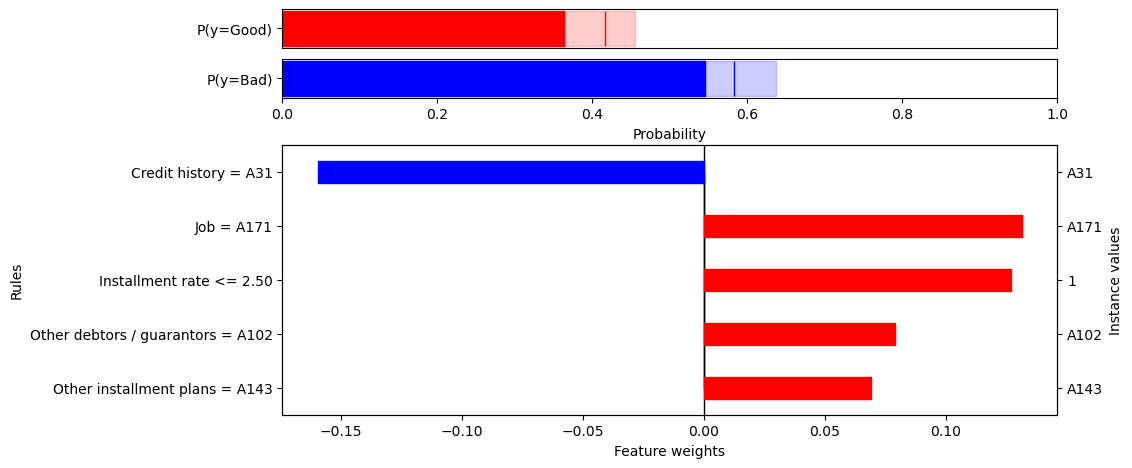 P(y=Good)
P(y=Bad)
0.0 0.2 0.4 0.6 0.8 1.0
Probability
Rules
Credit history = A31 A31
Job = A171 A171
Installment rate <= 2.50 1
Other debtors / guarantors = A102 A102
Other installment plans = A143 A143
Instance values
−0.15 −0.10 −0.05 0.00 0.05 0.10
Feature weights